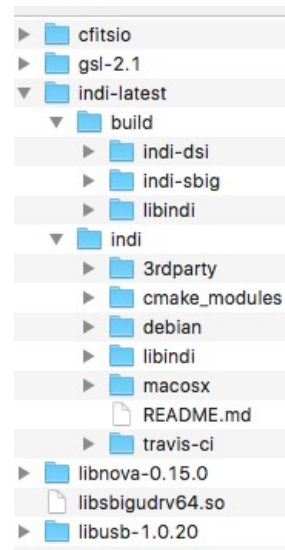 cfitsio
gsl-2.1
indi-latest
build
indi-dsi
indi-sbig
libindi
indi
3rdparty
cmake_modules
debian
libindi
macosx
README.md
travis-ci
libnova-0.15.0
libsbigudrv64.so
libusb-1.0.20